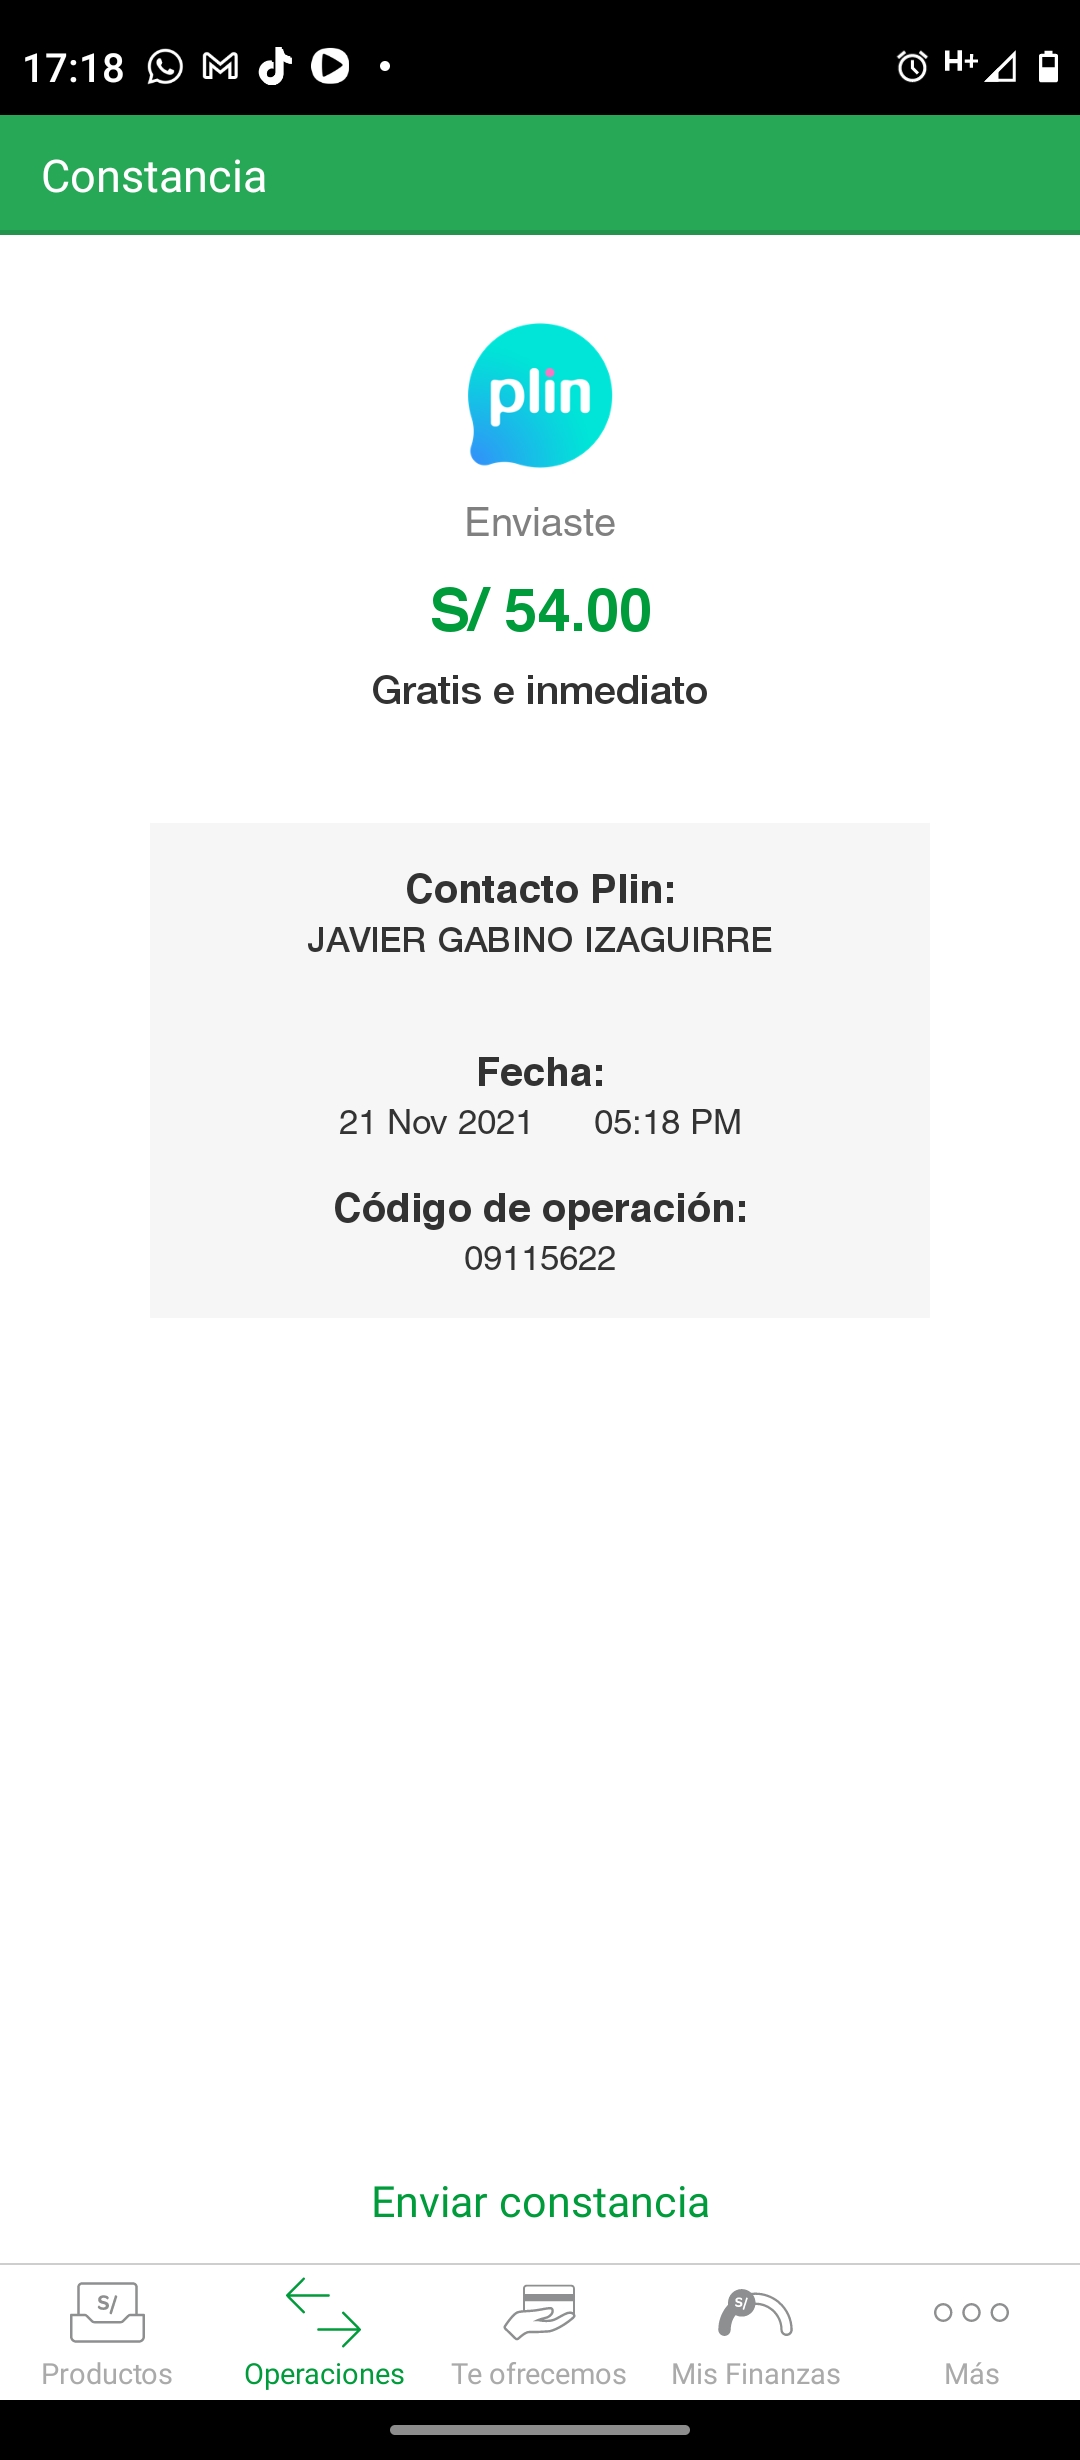 17:18 H+
Constancia
plin
Enviaste
S/ 54.00
Gratis e inmediato
Contacto Plin:
JAVIER GABINO IZAGUIRRE
Fecha:
21 Nov 2021 05:18 PM
Código de operación:
09115622
Enviar constancia
S/ S/
Productos Operaciones Te ofrecemos Mis Finanzas Más